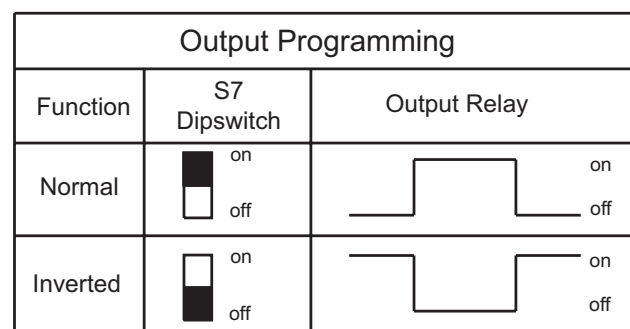 Output Programming
Function
S7
Dipswitch
Output Relay
Normal
on
off
on
off
Inverted
on
off
on
off